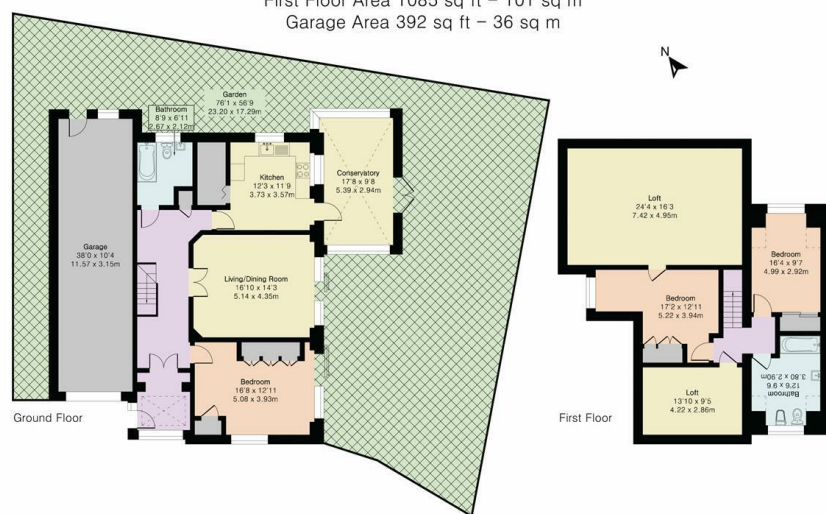 First Floor Area 1085 sq ft – 101 sq m
Garage Area 392 sq ft – 36 sq m
N
Garden
76'1 x 56'9
23.20 x 17.29m
Bathroom
8'9 x 6'11
2.67 x 2.12m
Kitchen
12'3 x 11'9
3.73 x 3.57m
Conservatory
17'8 x 9'8
5.39 x 2.94m
Garage
38'0 x 10'4
11.57 x 3.15m
Living/Dining Room
16'10 x 14'3
5.14 x 4.35m
Bedroom
16'8 x 12'11
5.08 x 3.93m
Ground Floor
Loft
24'4 x 16'3
7.42 x 4.95m
Bedroom
16'4 x 9'7
4.99 x 2.92m
Bedroom
17'2 x 12'11
5.22 x 3.94m
Bathroom
12'6 x 9'6
3.80 x 2.90m
Loft
13'10 x 9'5
4.22 x 2.86m
First Floor